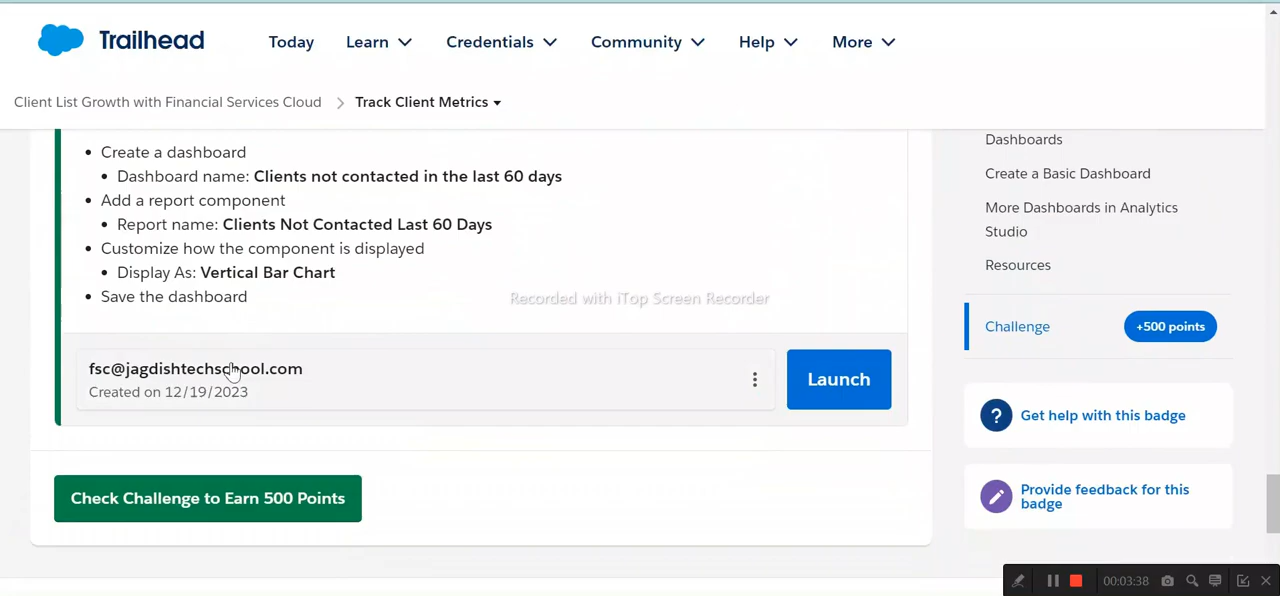 Trailhead
Today
Learn
Credentials
Community
Help
More
Client List Growth with Financial Services Cloud
Track Client Metrics
• Create a dashboard
• Dashboard name: Clients not contacted in the last 60 days
• Add a report component
• Report name: Clients Not Contacted Last 60 Days
• Customize how the component is displayed
• Display As: Vertical Bar Chart
• Save the dashboard
Recorded with iTop Screen Recorder
fsc@jagdishtechschool.com
Created on 12/19/2023
Launch
Check Challenge to Earn 500 Points
Dashboards
Create a Basic Dashboard
More Dashboards in Analytics
Studio
Resources
Challenge
+500 points
? Get help with this badge
Provide feedback for this
badge
00:03:38